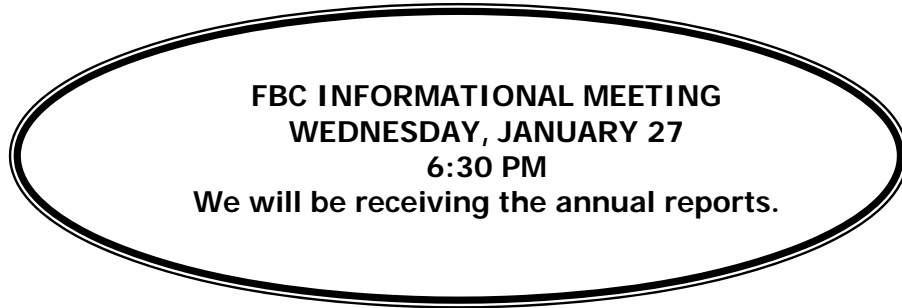 FBC INFORMATIONAL MEETING
WEDNESDAY, JANUARY 27
6:30 PM
We will be receiving the annual reports.